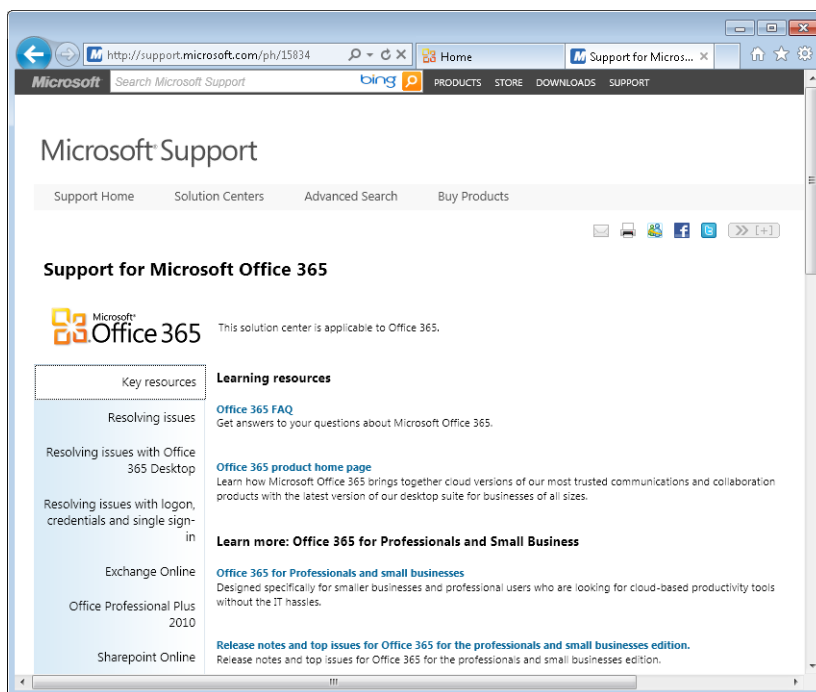 http://support.microsoft.com/ph/15834
Home
Support for Micros...
Microsoft
Search Microsoft Support
bing
PRODUCTS STORE DOWNLOADS SUPPORT
Microsoft Support
Support Home Solution Centers Advanced Search Buy Products
[+]
Support for Microsoft Office 365
Microsoft
Office 365
This solution center is applicable to Office 365.
Key resources
Resolving issues
Resolving issues with Office
365 Desktop
Resolving issues with logon,
credentials and single sign-
in
Exchange Online
Office Professional Plus
2010
Sharepoint Online
Learning resources
Office 365 FAQ
Get answers to your questions about Microsoft Office 365.
Office 365 product home page
Learn how Microsoft Office 365 brings together cloud versions of our most trusted communications and collaboration
products with the latest version of our desktop suite for businesses of all sizes.
Learn more: Office 365 for Professionals and Small Business
Office 365 for Professionals and small businesses
Designed specifically for smaller businesses and professional users who are looking for cloud-based productivity tools
without the IT hassles.
Release notes and top issues for Office 365 for the professionals and small businesses edition.
Release notes and top issues for Office 365 for the professionals and small businesses edition.